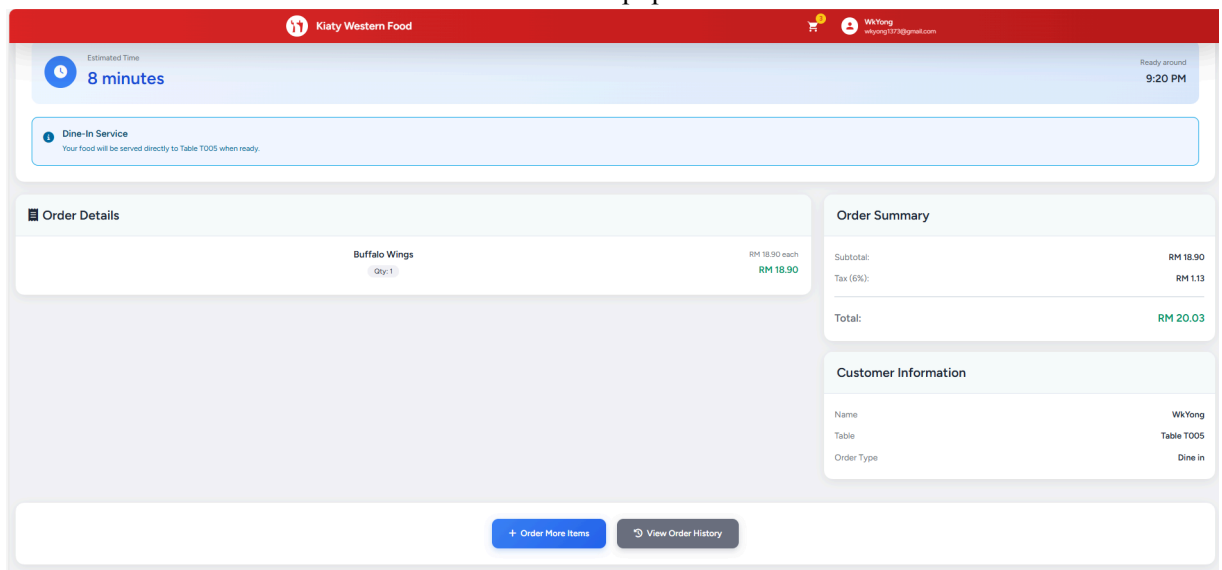 Kiaty Western Food
WkYong
wkyong1373@gmail.com
Estimated Time
8 minutes
Ready around
9:20 PM
Dine-In Service
Your food will be served directly to Table T005 when ready.
Order Details
Buffalo Wings
Qty: 1
RM 18.90 each
RM 18.90
Order Summary
Subtotal: RM 18.90
Tax (6%): RM 1.13
Total: RM 20.03
Customer Information
Name WkYong
Table Table T005
Order Type Dine in
+ Order More Items
View Order History